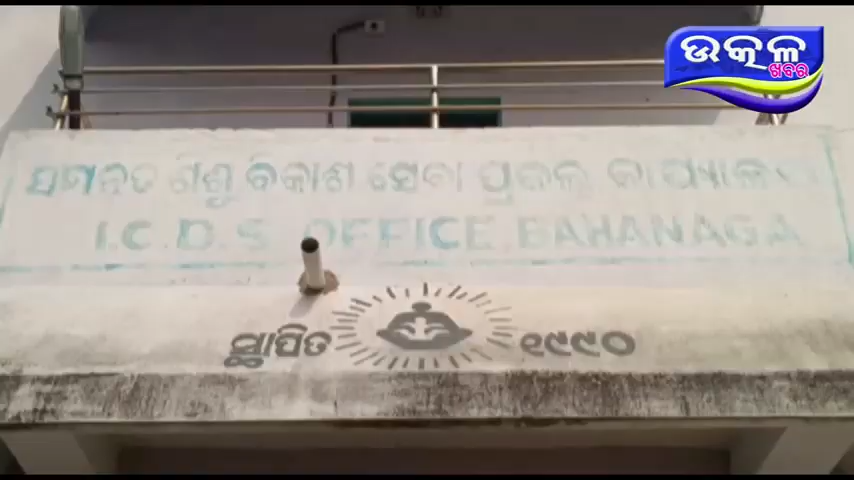 ଉତ୍କଳ
ଖବର
ସମନ୍ବିତ ଶିଶୁ ବିକାଶ ସେବା ପ୍ରକଳ୍ପ କାର୍ଯ୍ୟାଳୟ
I.C.D.S. OFFICE BAHANAGA
ସ୍ଥାପିତ ୧୯୯୦